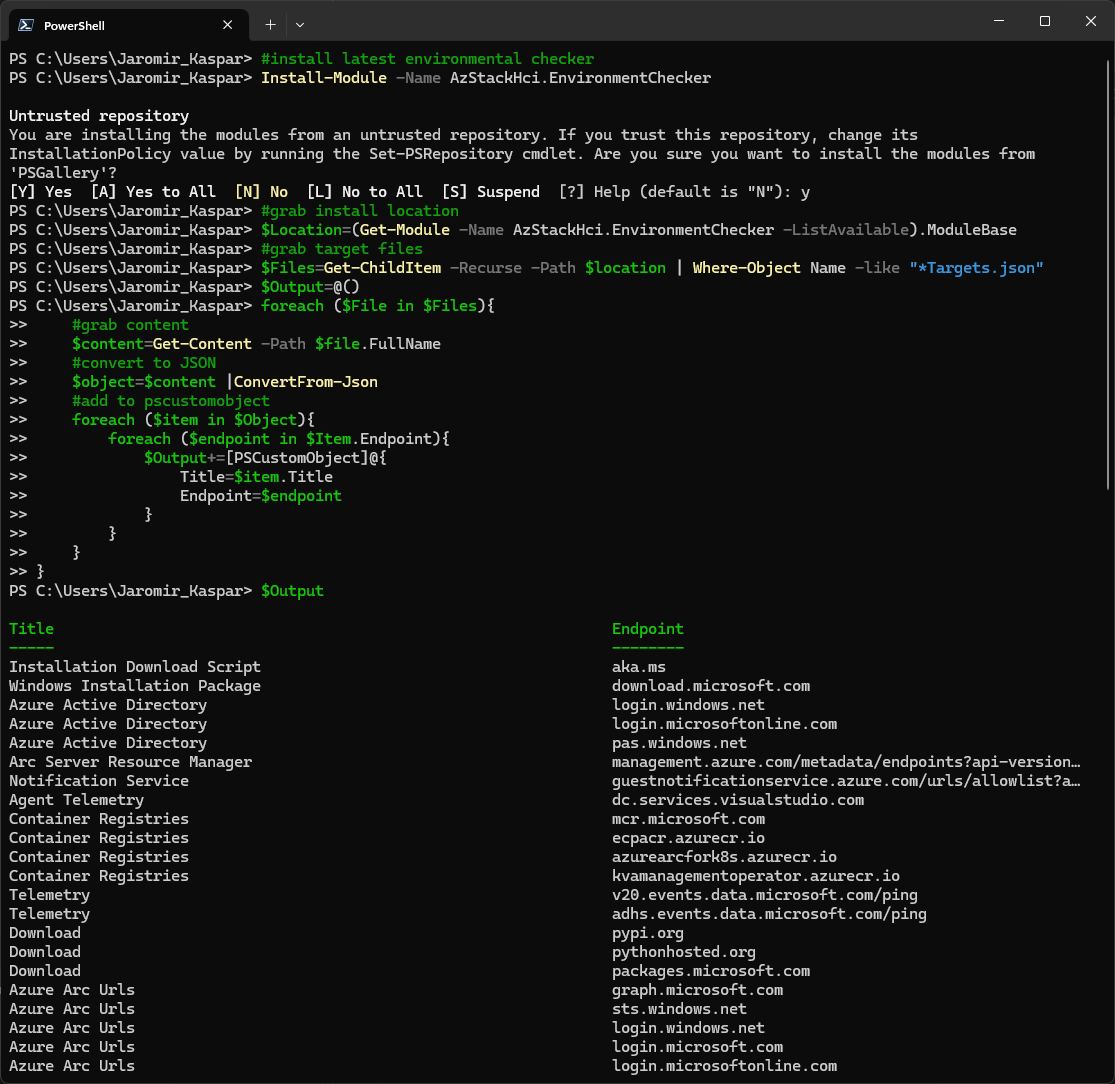 PowerShell
PS C:\Users\Jaromir_Kaspar> #install latest environmental checker
PS C:\Users\Jaromir_Kaspar> Install-Module -Name AzStackHci.EnvironmentChecker
Untrusted repository
You are installing the modules from an untrusted repository. If you trust this repository, change its
InstallationPolicy value by running the Set-PSRepository cmdlet. Are you sure you want to install the modules from
'PSGallery'?
[Y] Yes  [A] Yes to All  [N] No  [L] No to All  [S] Suspend  [?] Help (default is "N"): y
PS C:\Users\Jaromir_Kaspar> #grab install location
PS C:\Users\Jaromir_Kaspar> $Location=(Get-Module -Name AzStackHci.EnvironmentChecker -ListAvailable).ModuleBase
PS C:\Users\Jaromir_Kaspar> #grab target files
PS C:\Users\Jaromir_Kaspar> $Files=Get-ChildItem -Recurse -Path $location | Where-Object Name -like "*Targets.json"
PS C:\Users\Jaromir_Kaspar> $Output=@()
PS C:\Users\Jaromir_Kaspar> foreach ($File in $Files){
>>     #grab content
>>     $content=Get-Content -Path $file.FullName
>>     #convert to JSON
>>     $object=$content |ConvertFrom-Json
>>     #add to pscustomobject
>>     foreach ($item in $Object){
>>         foreach ($endpoint in $Item.Endpoint){
>>             $Output+=[PSCustomObject]@{
>>                 Title=$item.Title
>>                 Endpoint=$endpoint
>>             }
>>         }
>>     }
>> }
PS C:\Users\Jaromir_Kaspar> $Output
Title Endpoint
----- --------
Installation Download Script aka.ms
Windows Installation Package download.microsoft.com
Azure Active Directory login.windows.net
Azure Active Directory login.microsoftonline.com
Azure Active Directory pas.windows.net
Arc Server Resource Manager management.azure.com/metadata/endpoints?api-version…
Notification Service guestnotificationservice.azure.com/urls/allowlist?a…
Agent Telemetry dc.services.visualstudio.com
Container Registries mcr.microsoft.com
Container Registries ecpacr.azurecr.io
Container Registries azurearcfork8s.azurecr.io
Container Registries kvamanagementoperator.azurecr.io
Telemetry v20.events.data.microsoft.com/ping
Telemetry adhs.events.data.microsoft.com/ping
Download pypi.org
Download pythonhosted.org
Download packages.microsoft.com
Azure Arc Urls graph.microsoft.com
Azure Arc Urls sts.windows.net
Azure Arc Urls login.windows.net
Azure Arc Urls login.microsoft.com
Azure Arc Urls login.microsoftonline.com